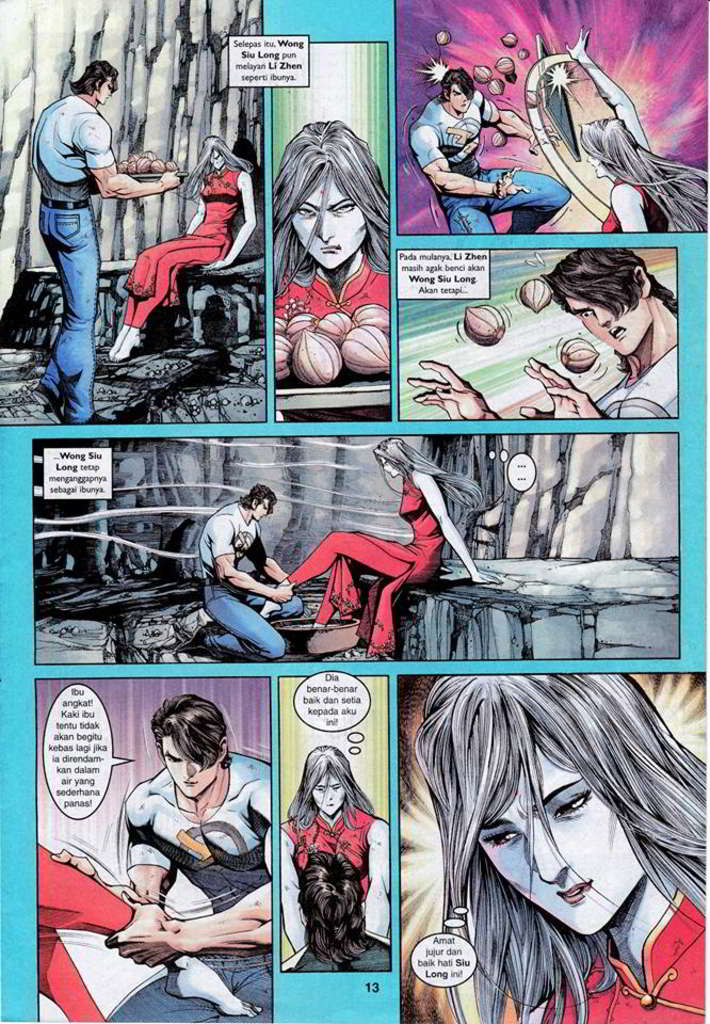 Selepas itu, Wong
Siu Long pun
melayan Li Zhen
seperti ibunya.
Pada mulanya, Li Zhen
masih agak benci akan
Wong Siu Long.
Akan tetapi...
...Wong Siu
Long tetap
menganggapnya
sebagai ibunya.
...
...
Ibu
angkat!
Kaki ibu
tentu tidak
akan begitu
kebas lagi jika
ia direndam-
kan dalam
air yang
sederhana
panas!
Dia
benar-benar
baik dan setia
kepada aku
ini!
Amat
jujur dan
baik hati Siu
Long ini!
13